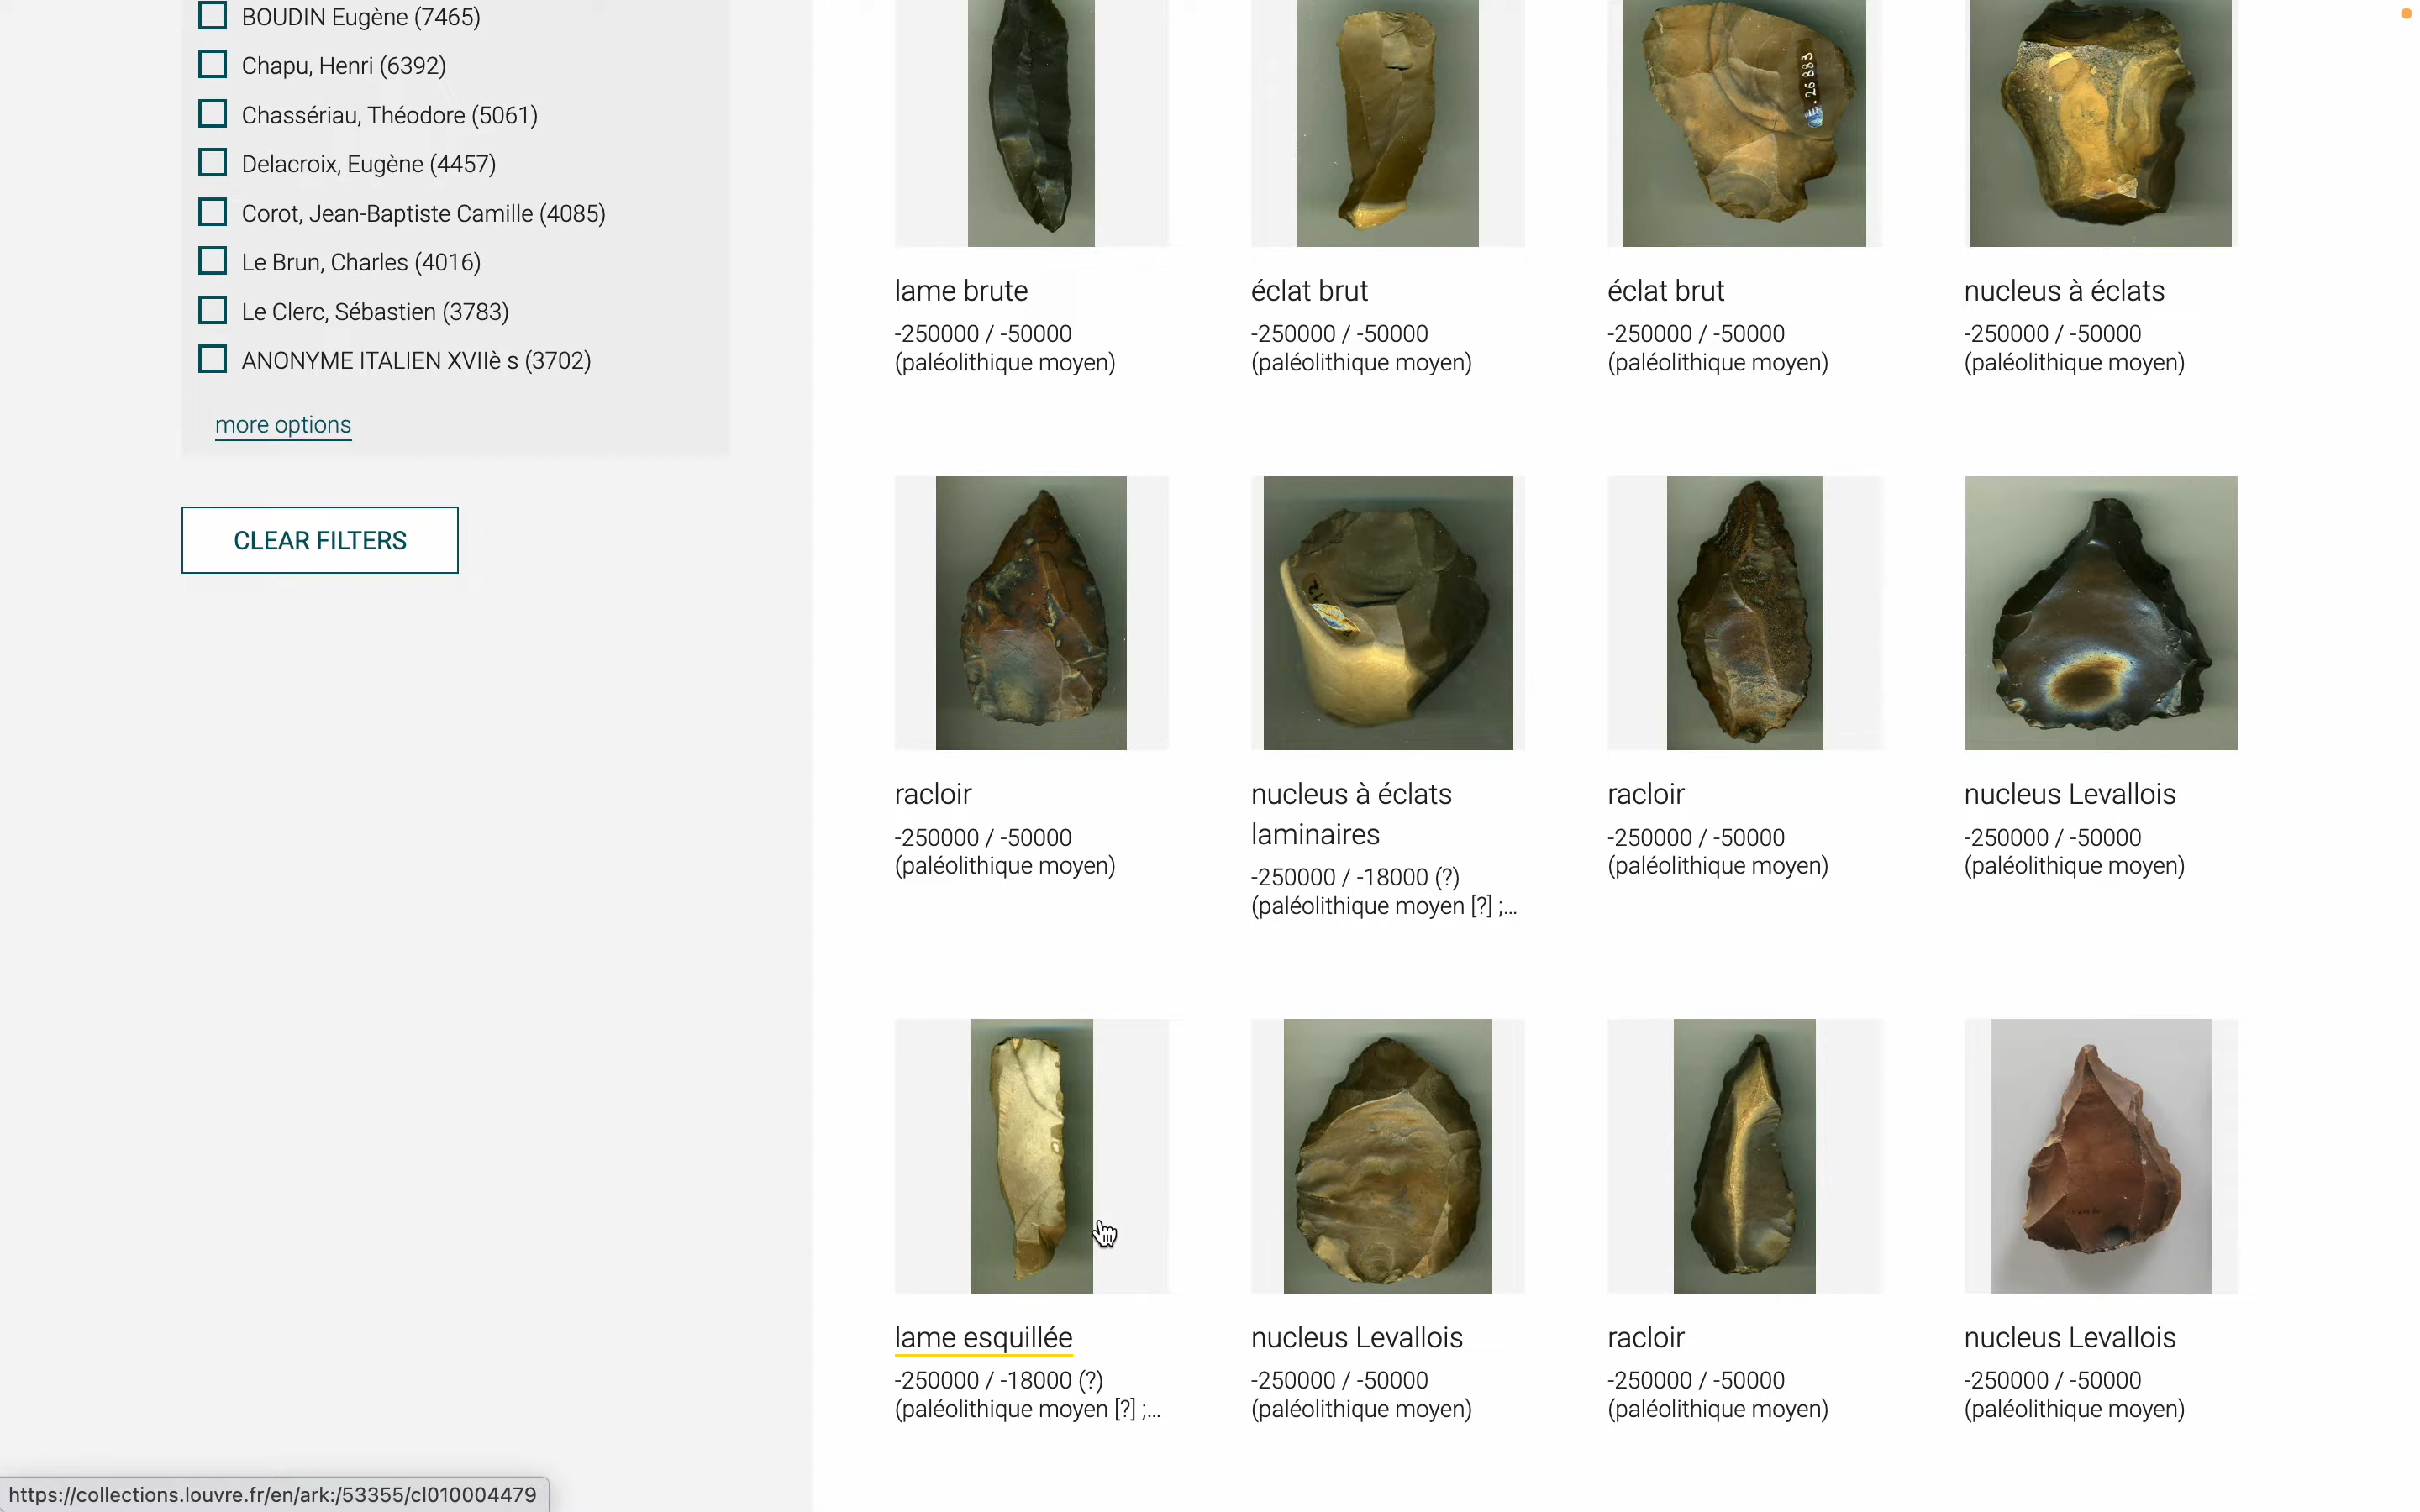 BOUDIN Eugène (7465)
Chapu, Henri (6392)
Chassériau, Théodore (5061)
Delacroix, Eugène (4457)
Corot, Jean-Baptiste Camille (4085)
Le Brun, Charles (4016)
Le Clerc, Sébastien (3783)
ANONYME ITALIEN XVIIè s (3702)
more options
CLEAR FILTERS
E. 26 883
lame brute
-250000 / -50000
(paléolithique moyen)
éclat brut
-250000 / -50000
(paléolithique moyen)
éclat brut
-250000 / -50000
(paléolithique moyen)
nucleus à éclats
-250000 / -50000
(paléolithique moyen)
racloir
-250000 / -50000
(paléolithique moyen)
nucleus à éclats
laminaires
-250000 / -18000 (?)
(paléolithique moyen [?] ;...
racloir
-250000 / -50000
(paléolithique moyen)
nucleus Levallois
-250000 / -50000
(paléolithique moyen)
lame esquillée
-250000 / -18000 (?)
(paléolithique moyen [?] ;...
nucleus Levallois
-250000 / -50000
(paléolithique moyen)
racloir
-250000 / -50000
(paléolithique moyen)
nucleus Levallois
-250000 / -50000
(paléolithique moyen)
https://collections.louvre.fr/en/ark:/53355/cl010004479